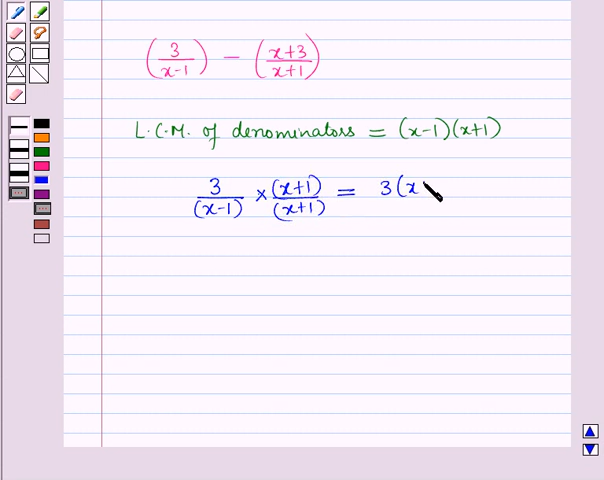 (3/(x-1)) - ((x+3)/(x+1))
L.C.M. of denominators = (x-1)(x+1)
3/(x-1) × (x+1)/(x+1) = 3(x